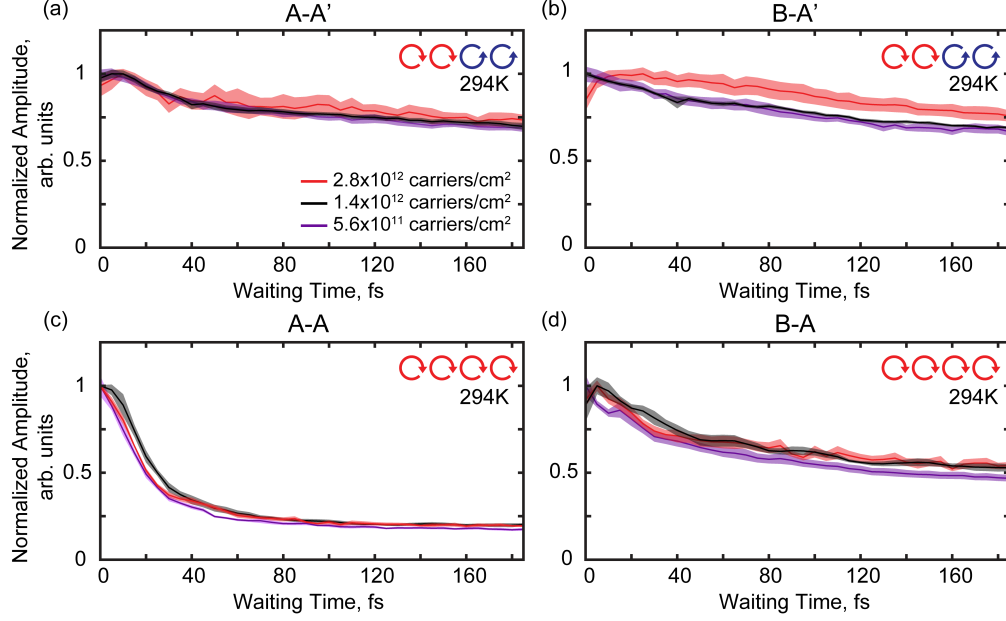 (a)
A-A’
294K
1
0.5
0
40
80
120
160
Normalized Amplitude,
arb. units
Waiting Time, fs
2.8x10¹² carriers/cm²
1.4x10¹² carriers/cm²
5.6x10¹¹ carriers/cm²
(b)
B-A’
294K
1
0.5
0
0
40
80
120
160
Waiting Time, fs
(c)
A-A
294K
1
0.5
0
0
40
80
120
160
Normalized Amplitude,
arb. units
Waiting Time, fs
(d)
B-A
294K
1
0.5
0
0
40
80
120
160
Waiting Time, fs